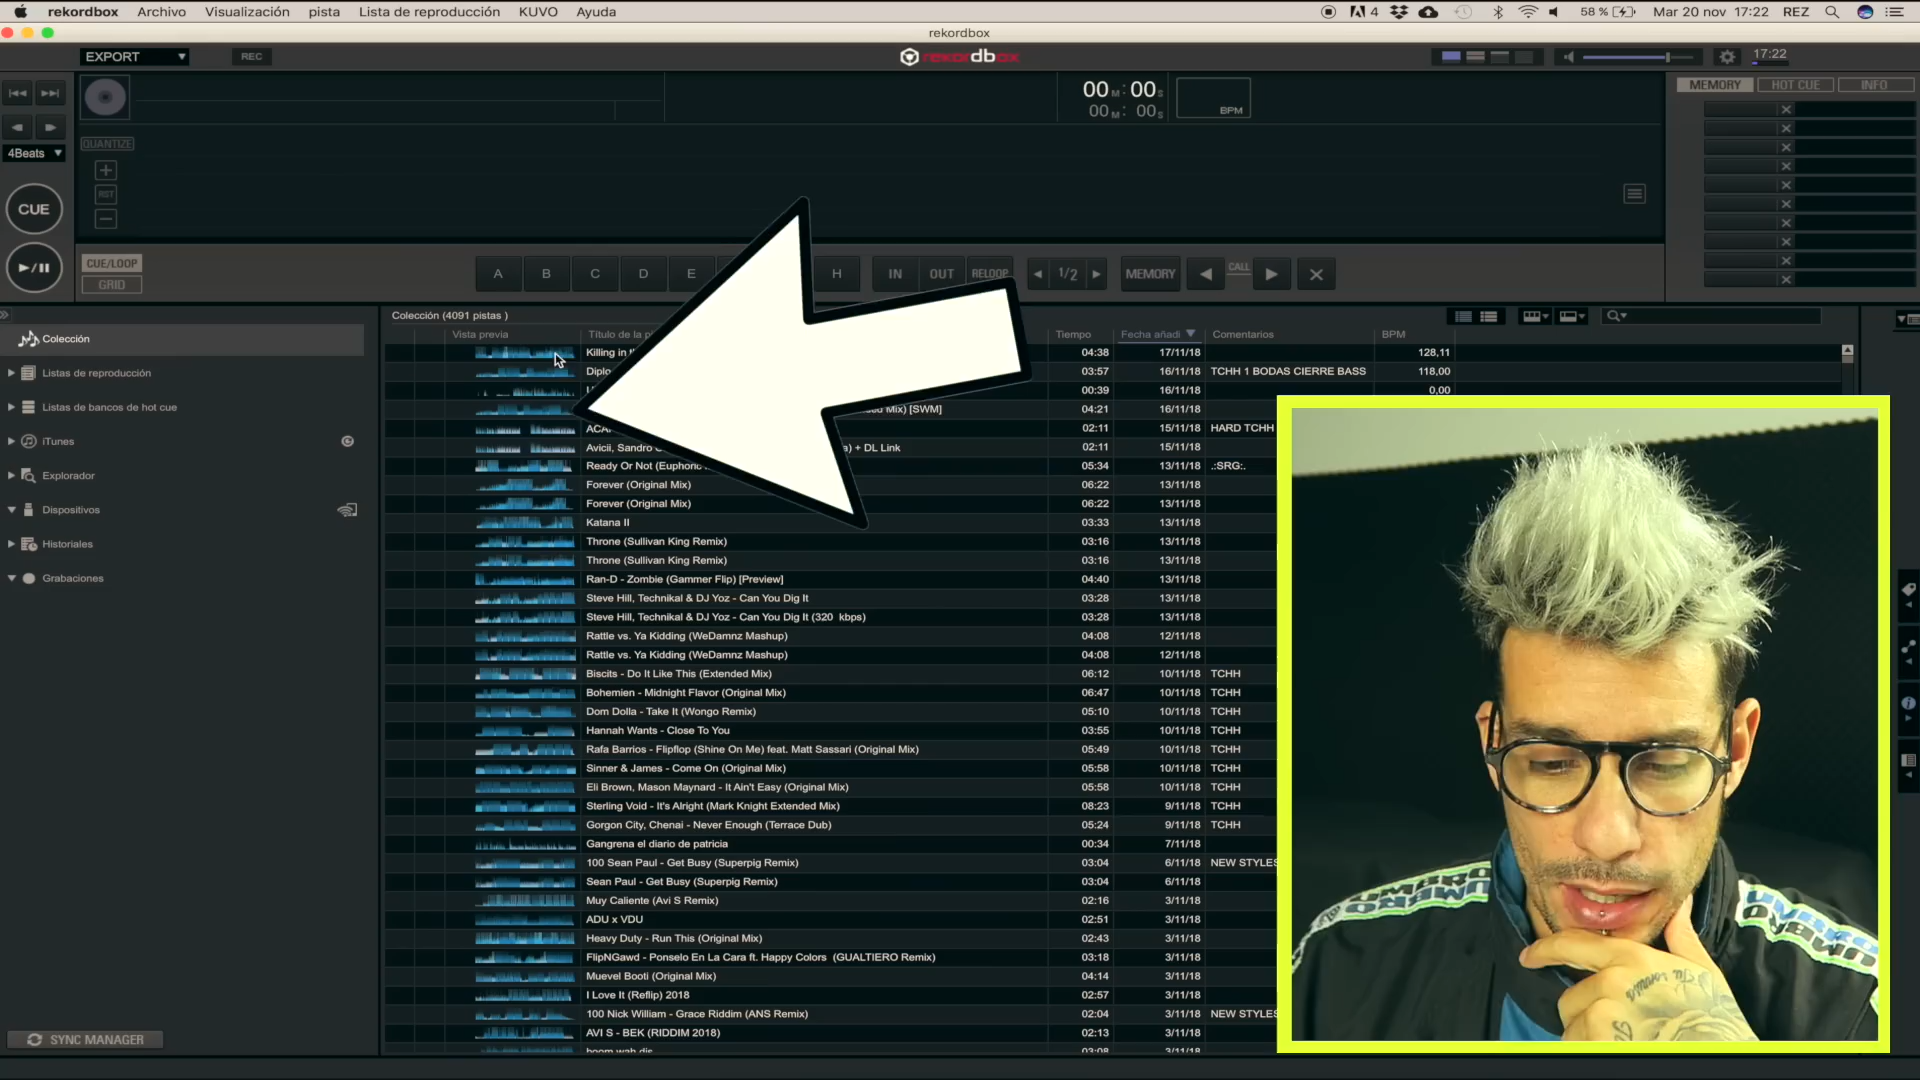 rekordbox Archivo Visualización pista Lista de reproducción KUVO Ayuda 4 58 % Mar 20 nov 17:22 REZ
rekordbox
EXPORT REC rekordbox 17:22
00 M : 00 S
00 M : 00 S
BPM
MEMORY HOT CUE INFO
QUANTIZE
4Beats
RST
CUE
CUE/LOOP
GRID
A B C D E H IN OUT RELOOP 1/2 MEMORY CALL
Colección (4091 pistas )
Vista previa Título de la Tiempo Fecha añadi Comentarios BPM
Colección
Listas de reproducción
Listas de bancos de hot cue
iTunes
Explorador
Dispositivos
Historiales
Grabaciones
SYNC MANAGER
Killing in 04:38 17/11/18 128,11
Diplo 03:57 16/11/18 TCHH 1 BODAS CIERRE BASS 118,00
00:39 16/11/18 0,00
Mix) [SWM] 04:21 16/11/18
02:11 15/11/18 HARD TCHH
Avicii, Sandro ) + DL Link 02:11 15/11/18
Ready Or Not (Euphoric 05:34 13/11/18 .:SRG:.
Forever (Original Mix) 06:22 13/11/18
Forever (Original Mix) 06:22 13/11/18
Katana II 03:33 13/11/18
Throne (Sullivan King Remix) 03:16 13/11/18
Throne (Sullivan King Remix) 03:16 13/11/18
Ran-D - Zombie (Gammer Flip) [Preview] 04:40 13/11/18
Steve Hill, Technikal & DJ Yoz - Can You Dig It 03:28 13/11/18
Steve Hill, Technikal & DJ Yoz - Can You Dig It (320 kbps) 03:28 13/11/18
Rattle vs. Ya Kidding (WeDamnz Mashup) 04:08 12/11/18
Rattle vs. Ya Kidding (WeDamnz Mashup) 04:08 12/11/18
Biscits - Do It Like This (Extended Mix) 06:12 10/11/18 TCHH
Bohemien - Midnight Flavor (Original Mix) 06:47 10/11/18 TCHH
Dom Dolla - Take It (Wongo Remix) 05:10 10/11/18 TCHH
Hannah Wants - Close To You 03:55 10/11/18 TCHH
Rafa Barrios - Flipflop (Shine On Me) feat. Matt Sassari (Original Mix) 05:49 10/11/18 TCHH
Sinner & James - Come On (Original Mix) 05:58 10/11/18 TCHH
Eli Brown, Mason Maynard - It Ain't Easy (Original Mix) 05:58 10/11/18 TCHH
Sterling Void - It's Alright (Mark Knight Extended Mix) 08:23 9/11/18 TCHH
Gorgon City, Chenai - Never Enough (Terrace Dub) 05:24 9/11/18 TCHH
Gangrena el diario de patricia 00:34 7/11/18
100 Sean Paul - Get Busy (Superpig Remix) 03:04 6/11/18 NEW STYLES
Sean Paul - Get Busy (Superpig Remix) 03:04 6/11/18
Muy Caliente (Avi S Remix) 02:16 3/11/18
ADU x VDU 02:51 3/11/18
Heavy Duty - Run This (Original Mix) 02:43 3/11/18
FlipNGawd - Ponselo En La Cara ft. Happy Colors (GUALTIERO Remix) 03:18 3/11/18
Muevel Booti (Original Mix) 04:14 3/11/18
I Love It (Reflip) 2018 02:57 3/11/18
100 Nick William - Grace Riddim (ANS Remix) 02:04 3/11/18 NEW STYLES
AVI S - BEK (RIDDIM 2018) 02:13 3/11/18
boom wah dis 03:08 3/11/18
UMBRO